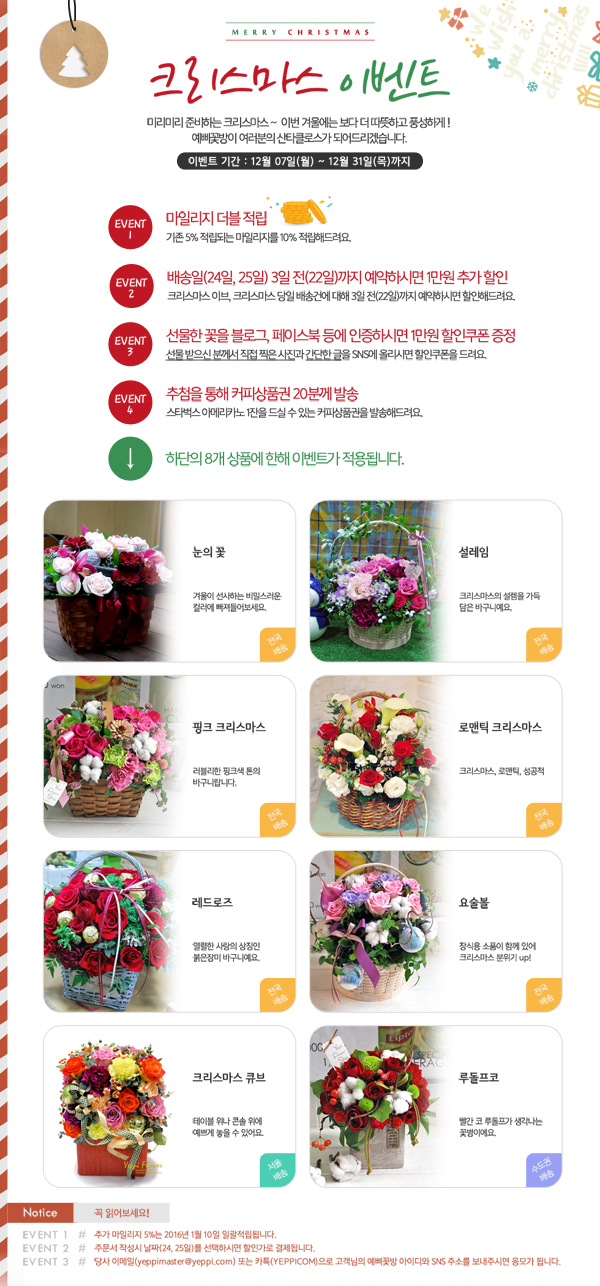 MERRY CHRISTMAS
We
wish
you a
merry
christmas
크리스마스 이벤트
미리미리 준비하는 크리스마스 ~ 이번 겨울에는 보다 더 따뜻하고 풍성하게 !
예삐꽃방이 여러분의 산타클로스가 되어드리겠습니다.
이벤트 기간 : 12월 07일(월) ~ 12월 31일(목)까지
EVENT
1
마일리지 더블 적립
기존 5% 적립되는 마일리지를 10% 적립해드려요.
EVENT
2
배송일(24일, 25일) 3일 전(22일)까지 예약하시면 1만원 추가 할인
크리스마스 이브, 크리스마스 당일 배송건에 대해 3일 전(22일)까지 예약하시면 할인해드려요.
EVENT
3
선물한 꽃을 블로그, 페이스북 등에 인증하시면 1만원 할인쿠폰 증정
선물 받으신 분께서 직접 찍은 사진과 간단한 글을 SNS에 올리시면 할인쿠폰을 드려요.
EVENT
4
추첨을 통해 커피상품권 20분께 발송
스타벅스 아메리카노 1잔을 드실 수 있는 커피상품권을 발송해드려요.
하단의 8개 상품에 한해 이벤트가 적용됩니다.
눈의 꽃
겨울이 선사하는 비밀스러운
컬러에 빠져들어보세요.
전국
배송
설레임
크리스마스의 설렘을 가득
담은 바구니예요.
전국
배송
핑크 크리스마스
러블리한 핑크색 톤의
바구니랍니다.
전국
배송
로맨틱 크리스마스
크리스마스, 로맨틱, 성공적
전국
배송
레드로즈
열렬한 사랑의 상징인
붉은장미 바구니예요.
전국
배송
요술볼
장식용 소품이 함께 있어
크리스마스 분위기 up!
전국
배송
크리스마스 큐브
테이블 위나 콘솔 위에
예쁘게 놓을 수 있어요.
서울
배송
루돌프코
빨간 코 루돌프가 생각나는
꽃병이에요.
수도권
배송
Lipton
Notice 꼭 읽어보세요!
EVENT 1 # 추가 마일리지 5%는 2016년 1월 10일 일괄적립됩니다.
EVENT 2 # 주문서 작성시 날짜(24, 25일)를 선택하시면 할인가로 결제됩니다.
EVENT 3 # 당사 이메일(yeppimaster@yeppi.com) 또는 카톡(YEPPICOM)으로 고객님의 예삐꽃방 아이디와 SNS 주소를 보내주시면 응모가 됩니다.